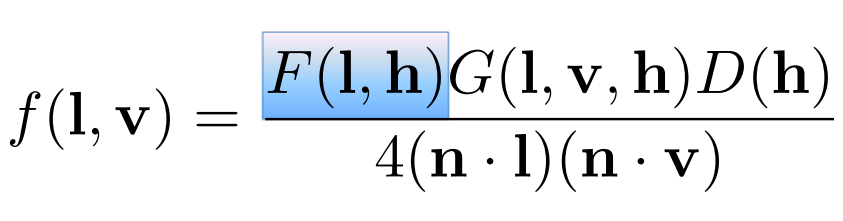 f(l, v) = F(l, h)G(l, v, h)D(h) / 4(n · l)(n · v)